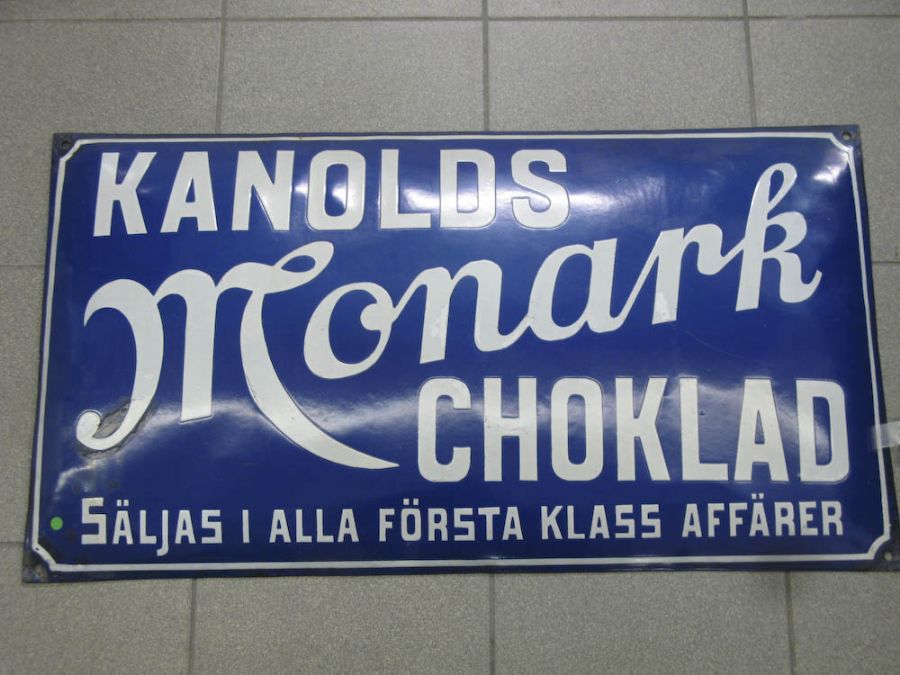 KANOLDS
Monark
CHOKLAD
SÄLJAS I ALLA FÖRSTA KLASS AFFÄRER